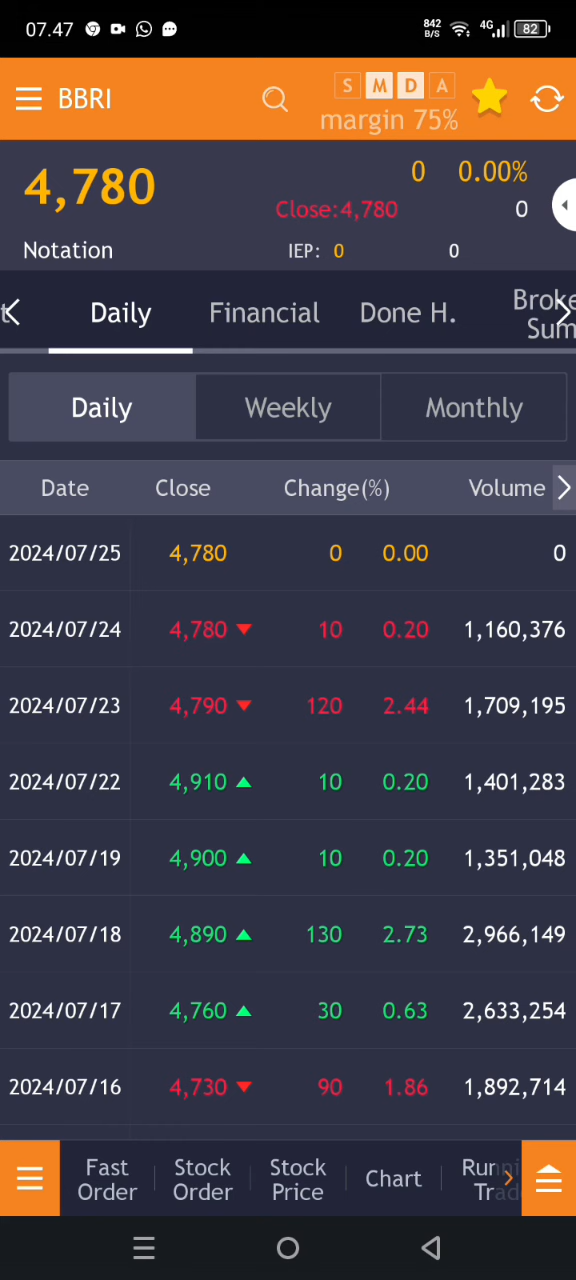 07.47 842 B/S 4G 82
BBRI S M D A
margin 75%
4,780 0 0.00%
Close:4,780 0
Notation IEP: 0 0
Daily Financial Done H. Broke
Sum
Daily Weekly Monthly
Date Close Change(%) Volume
2024/07/25 4,780 0 0.00 0
2024/07/24 4,780 10 0.20 1,160,376
2024/07/23 4,790 120 2.44 1,709,195
2024/07/22 4,910 10 0.20 1,401,283
2024/07/19 4,900 10 0.20 1,351,048
2024/07/18 4,890 130 2.73 2,966,149
2024/07/17 4,760 30 0.63 2,633,254
2024/07/16 4,730 90 1.86 1,892,714
Fast Order Stock Order Stock Price Chart